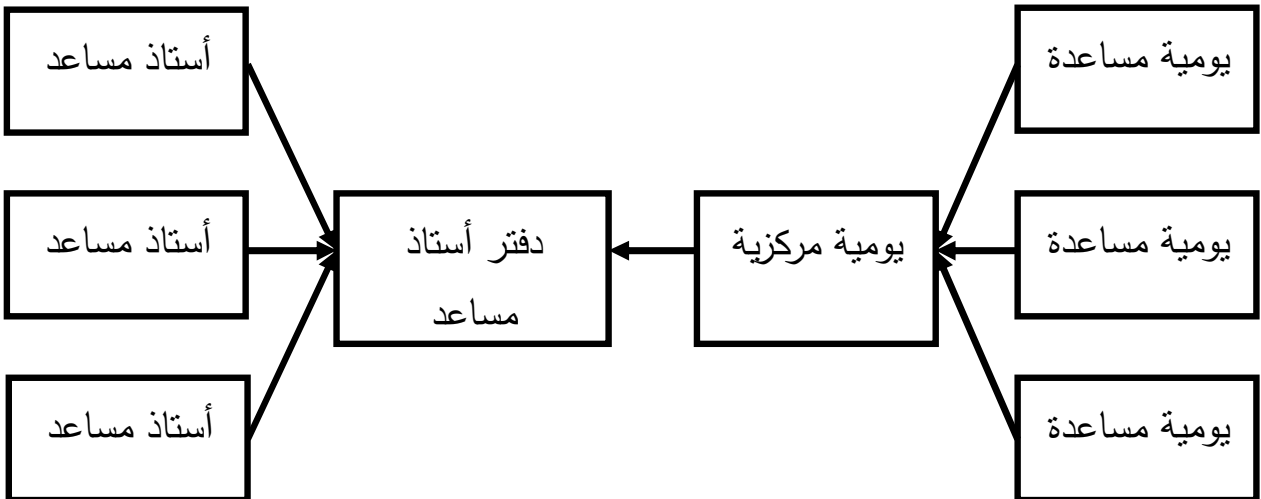 يومية مساعدة
أستاذ مساعد
يومية مساعدة
يومية مركزية
دفتر أستاذ
مساعد
أستاذ مساعد
يومية مساعدة
أستاذ مساعد